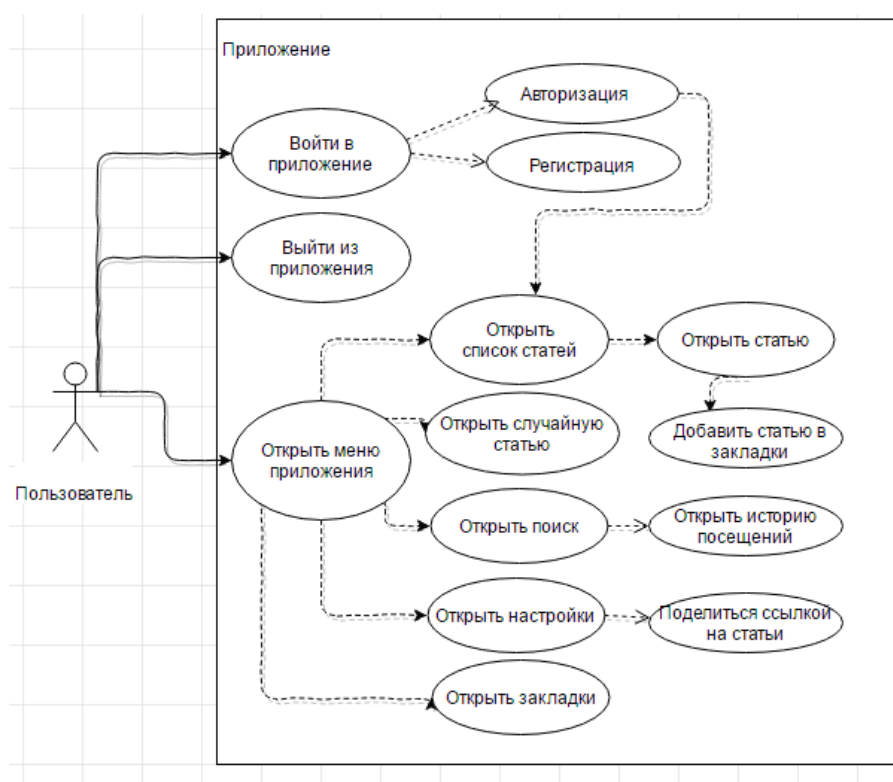 Приложение
Авторизация
Войти в
приложение
Регистрация
Выйти из
приложения
Открыть
список статей
Открыть статью
Открыть случайную
статью
Добавить статью в
закладки
Открыть меню
приложения
Пользователь
Открыть поиск
Открыть историю
посещений
Открыть настройки
Поделиться ссылкой
на статьи
Открыть закладки